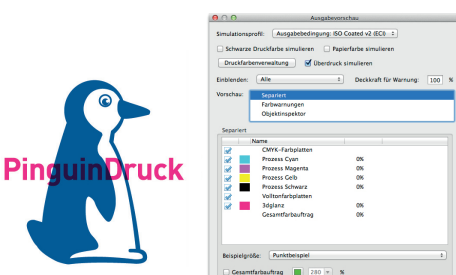 PinguinDruck
Ausgabevorschau
Simulationsprofil: Ausgabebedingung: ISO Coated v2 (ECI)
Schwarze Druckfarbe simulieren Papierfarbe simulieren
Druckfarbenverwaltung Überdruck simulieren
Einblenden: Alle Deckkraft für Warnung: 100 %
Vorschau: Separiert
Farbwarnungen
Objektinspektor
Separiert
Name
CMYK-Farbplatten
Prozess Cyan 0%
Prozess Magenta 0%
Prozess Gelb 0%
Prozess Schwarz 0%
Volltonfarbplatten
3dglanz 0%
Gesamtfarbauftrag 0%
Beispielgröße: Punktbeispiel
Gesamtfarbauftrag 280 %